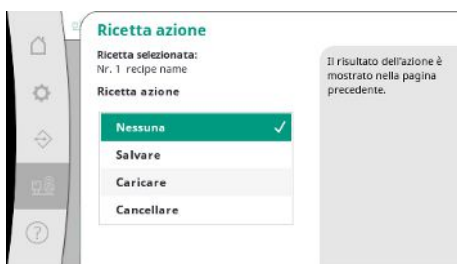 Ricetta azione
Ricetta selezionata:
Nr. 1 recipe name
Ricetta azione
Nessuna
Salvare
Caricare
Cancellare
Il risultato dell'azione è
mostrato nella pagina
precedente.
?